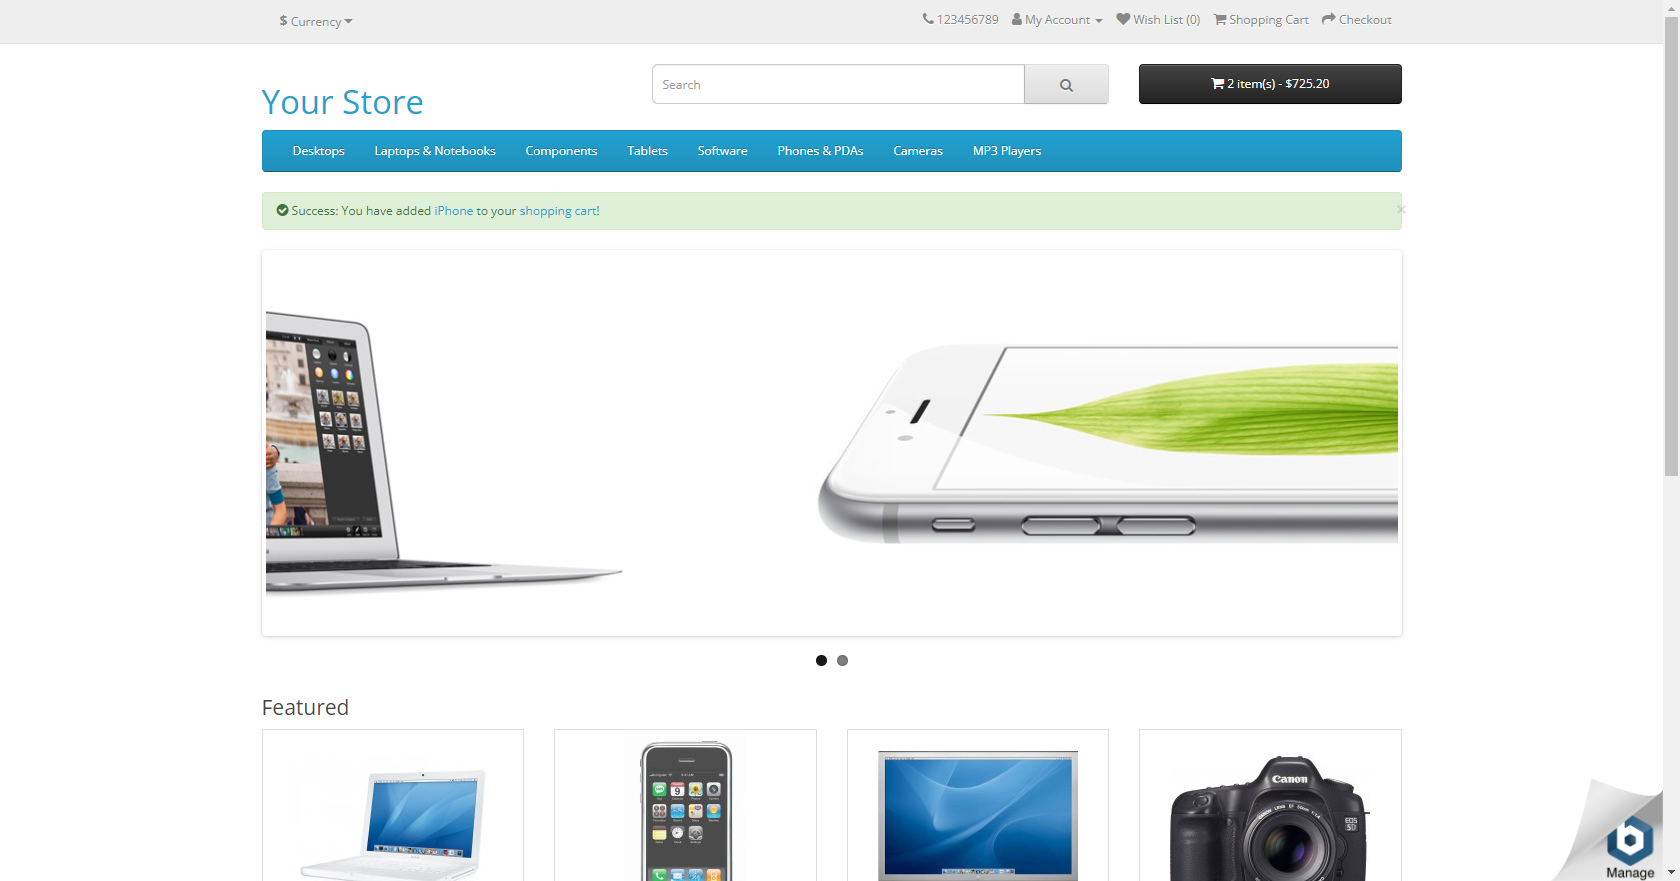 $ Currency
123456789 My Account Wish List (0) Shopping Cart Checkout
Your Store
Search
2 item(s) - $725.20
Desktops Laptops & Notebooks Components Tablets Software Phones & PDAs Cameras MP3 Players
Success: You have added iPhone to your shopping cart!
×
Featured
Canon
EOS
5D
Manage